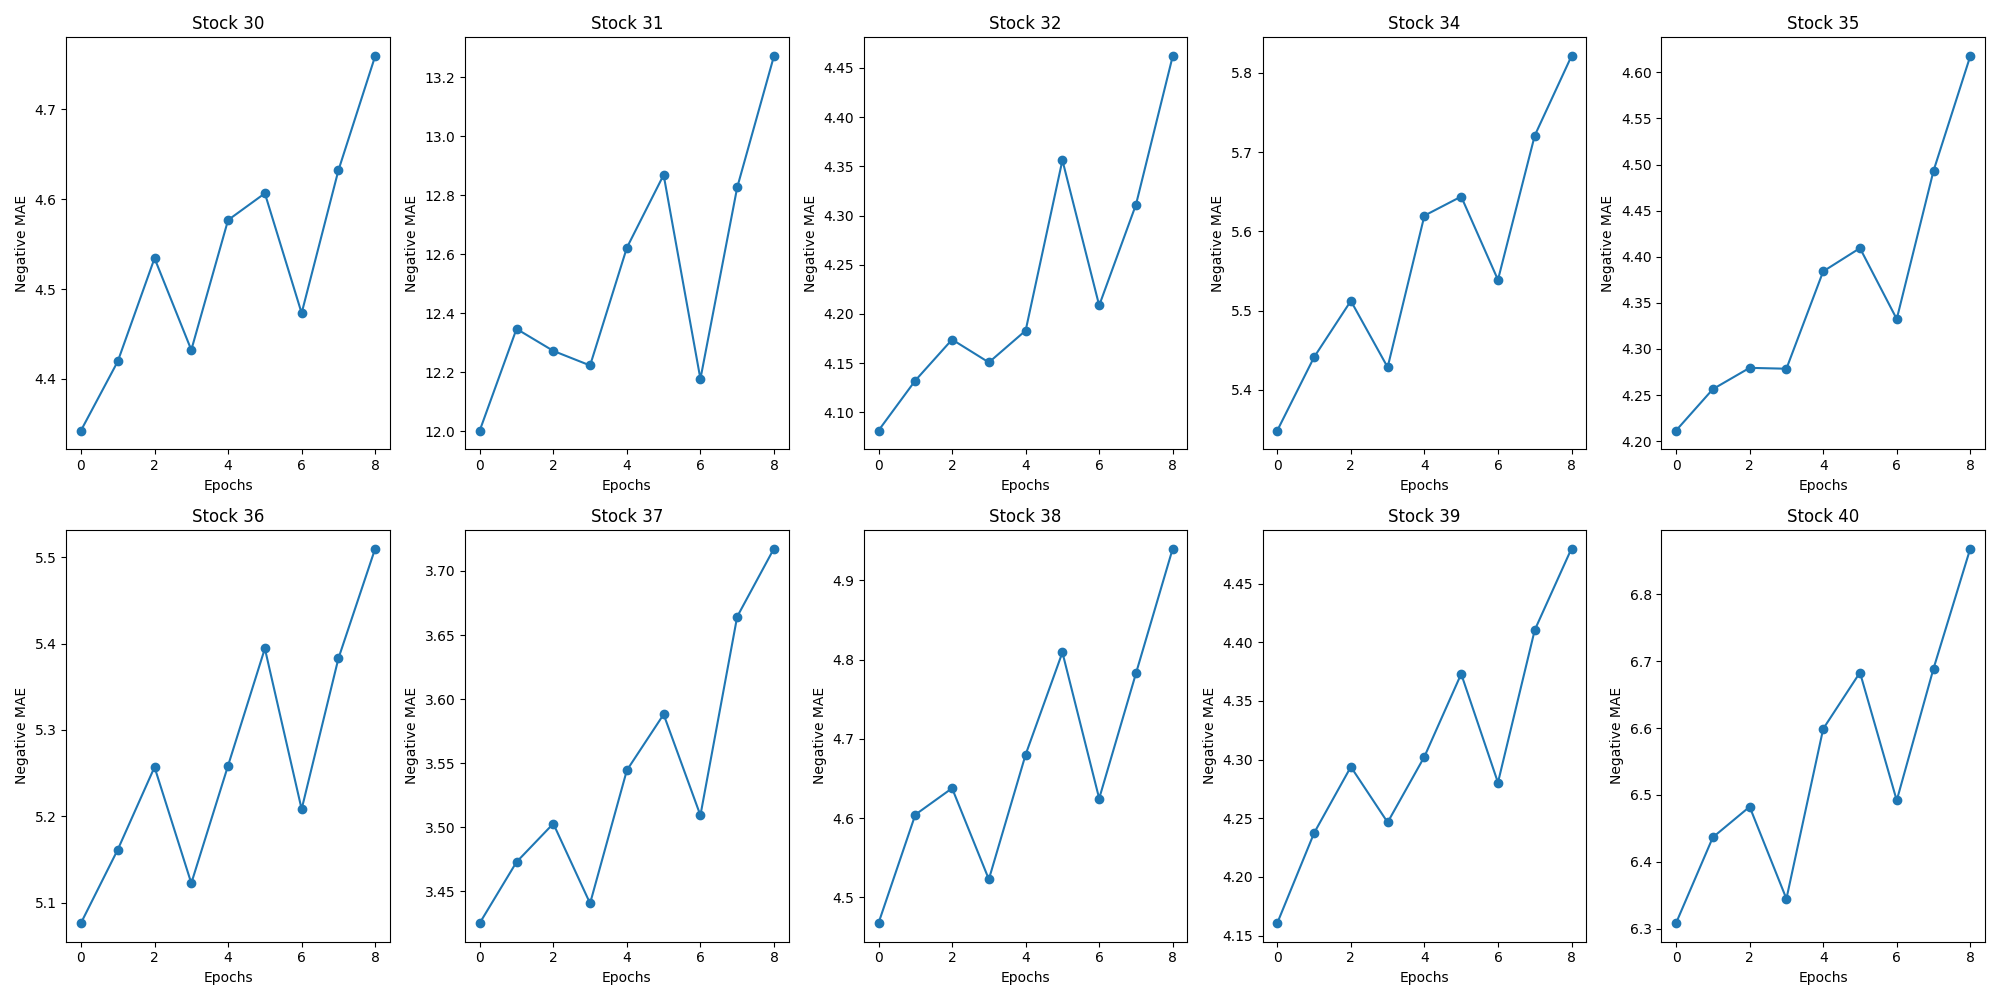 Stock 30
Negative MAE
4.7
4.6
4.5
4.4
0 2 4 6 8
Epochs
Stock 31
Negative MAE
13.2
13.0
12.8
12.6
12.4
12.2
12.0
0 2 4 6 8
Epochs
Stock 32
Negative MAE
4.45
4.40
4.35
4.30
4.25
4.20
4.15
4.10
0 2 4 6 8
Epochs
Stock 34
Negative MAE
5.8
5.7
5.6
5.5
5.4
0 2 4 6 8
Epochs
Stock 35
Negative MAE
4.60
4.55
4.50
4.45
4.40
4.35
4.30
4.25
4.20
0 2 4 6 8
Epochs
Stock 36
Negative MAE
5.5
5.4
5.3
5.2
5.1
0 2 4 6 8
Epochs
Stock 37
Negative MAE
3.70
3.65
3.60
3.55
3.50
3.45
0 2 4 6 8
Epochs
Stock 38
Negative MAE
4.9
4.8
4.7
4.6
4.5
0 2 4 6 8
Epochs
Stock 39
Negative MAE
4.45
4.40
4.35
4.30
4.25
4.20
4.15
0 2 4 6 8
Epochs
Stock 40
Negative MAE
6.8
6.7
6.6
6.5
6.4
6.3
0 2 4 6 8
Epochs